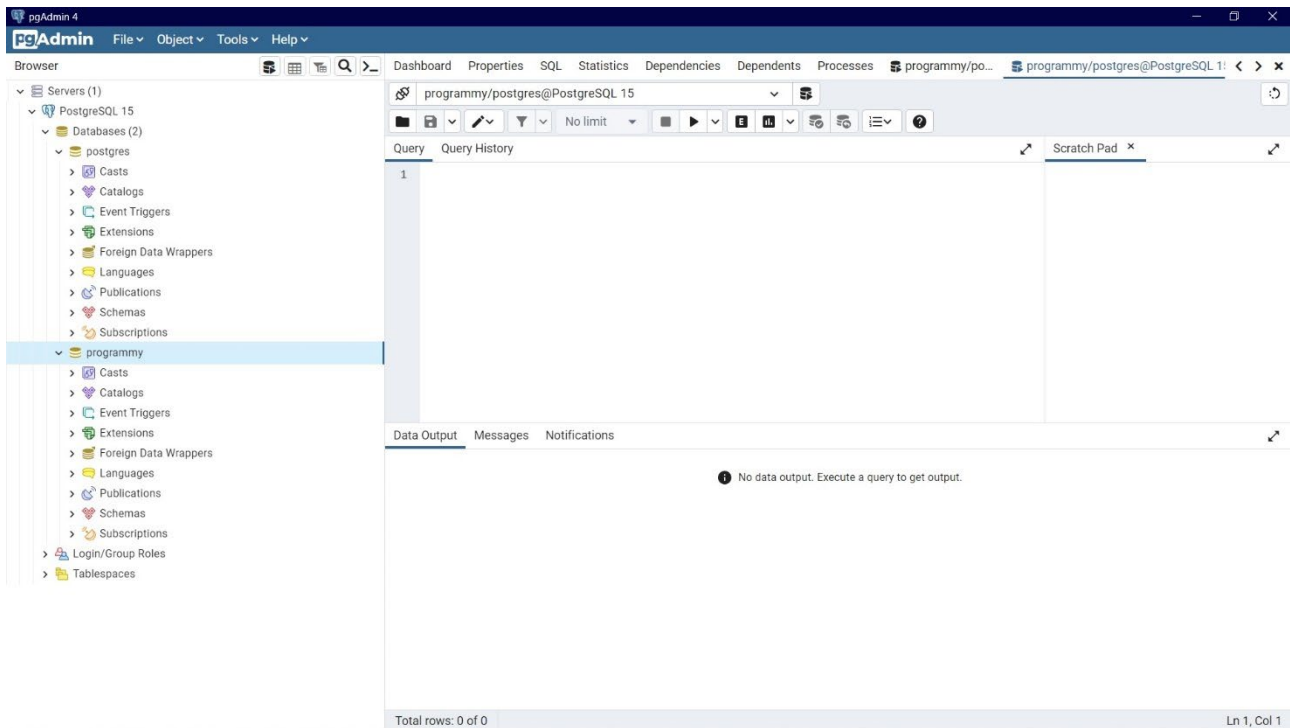 pgAdmin 4
pgAdmin File Object Tools Help
Browser
Dashboard Properties SQL Statistics Dependencies Dependents Processes programmy/po... programmy/postgres@PostgreSQL 1
Servers (1)
PostgreSQL 15
Databases (2)
postgres
Casts
Catalogs
Event Triggers
Extensions
Foreign Data Wrappers
Languages
Publications
Schemas
Subscriptions
programmy
Casts
Catalogs
Event Triggers
Extensions
Foreign Data Wrappers
Languages
Publications
Schemas
Subscriptions
Login/Group Roles
Tablespaces
programmy/postgres@PostgreSQL 15
No limit E
Query Query History
Scratch Pad
1
Data Output Messages Notifications
No data output. Execute a query to get output.
Total rows: 0 of 0
Ln 1, Col 1